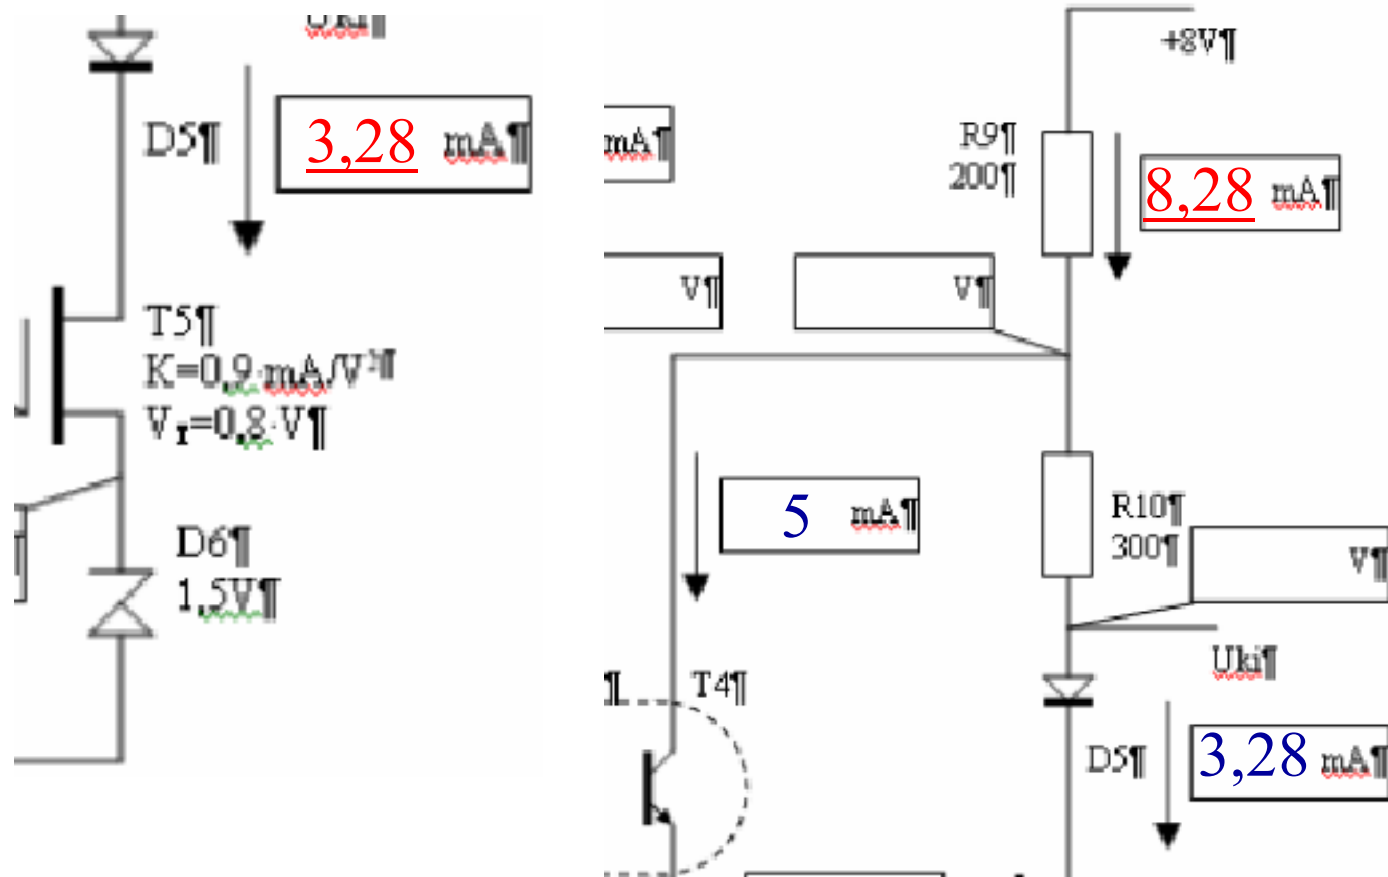 Uki¶
D5¶
3,28 mA¶
T5¶
K=0,9·mA/V²¶
VT=0,8·V¶
D6¶
1,5V¶
+8V¶
mA¶
R9¶
200¶
8,28 mA¶
V¶
V¶
5 mA¶
R10¶
300¶
V¶
¶
T4¶
Uki¶
D5¶
3,28 mA¶